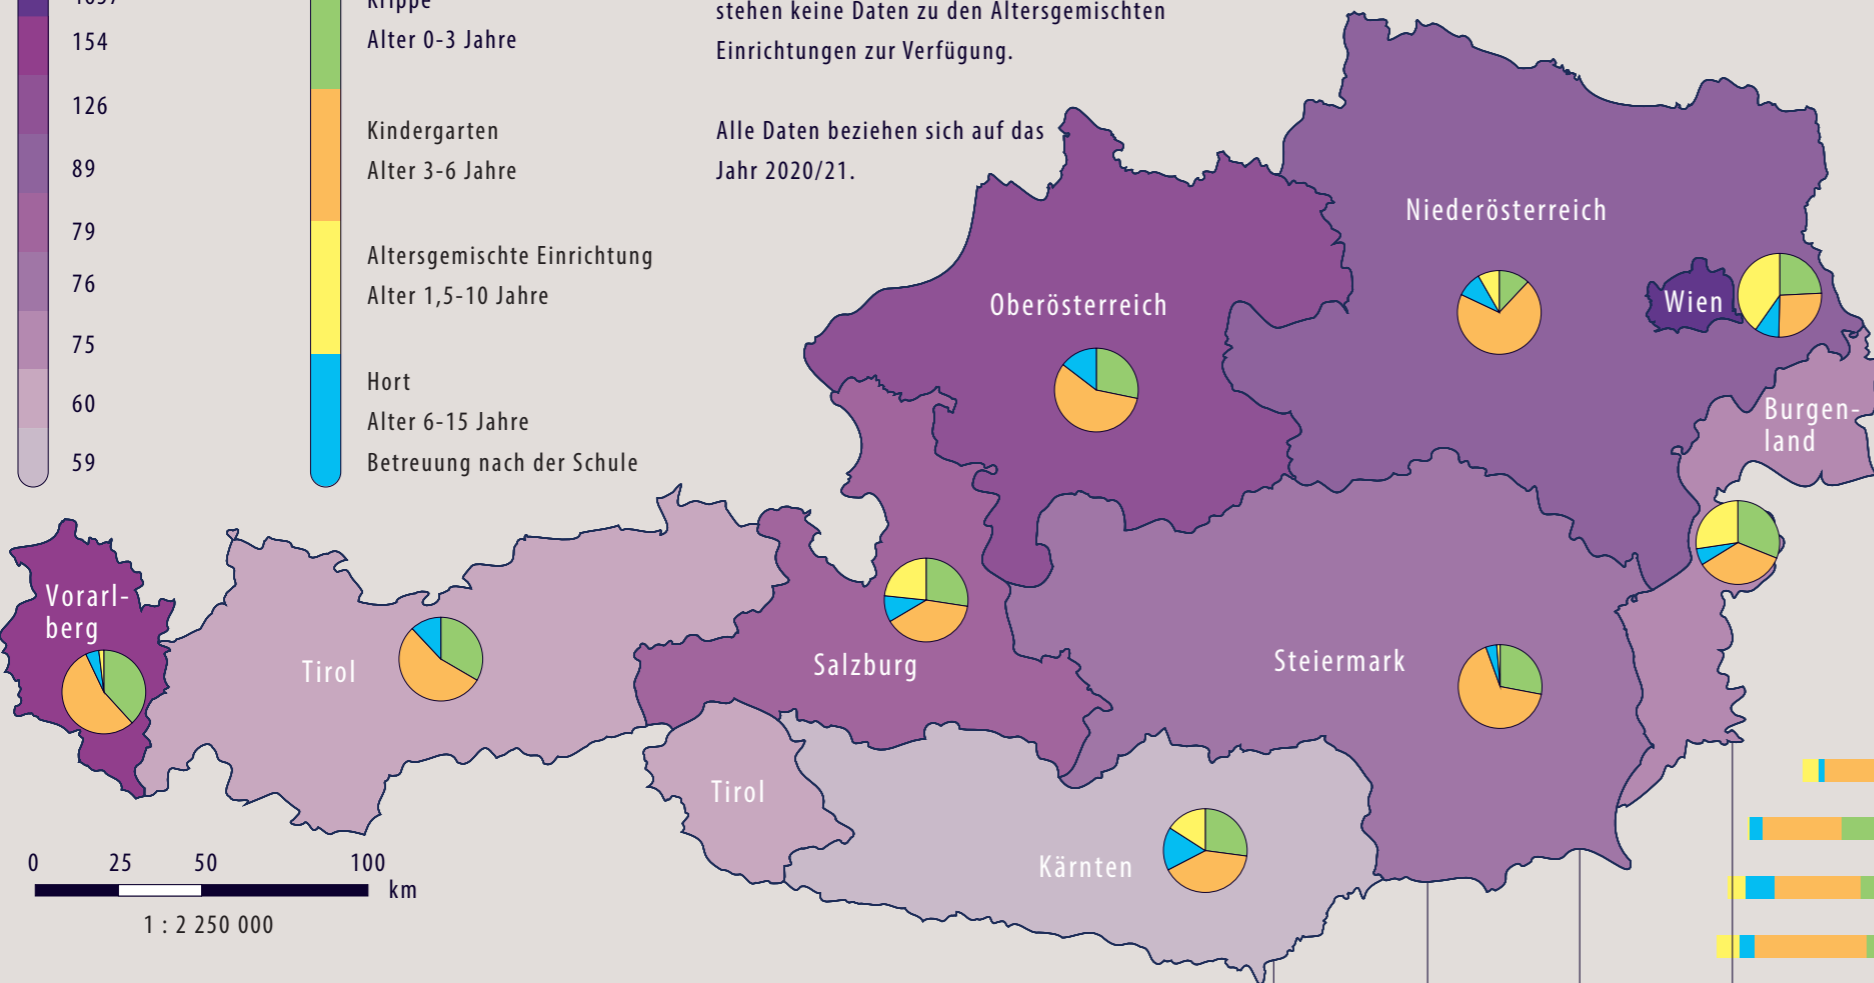 154
126
89
79
76
75
60
59
Krippe
Alter 0-3 Jahre
Kindergarten
Alter 3-6 Jahre
Altersgemischte Einrichtung
Alter 1,5-10 Jahre
Hort
Alter 6-15 Jahre
Betreuung nach der Schule
stehen keine Daten zu den Altersgemischten
Einrichtungen zur Verfügung.
Alle Daten beziehen sich auf das
Jahr 2020/21.
Niederösterreich
Oberösterreich
Wien
Burgen-
land
Vorarl-
berg
Tirol
Salzburg
Steiermark
Tirol
Kärnten
0 25 50 100
km
1 : 2 250 000